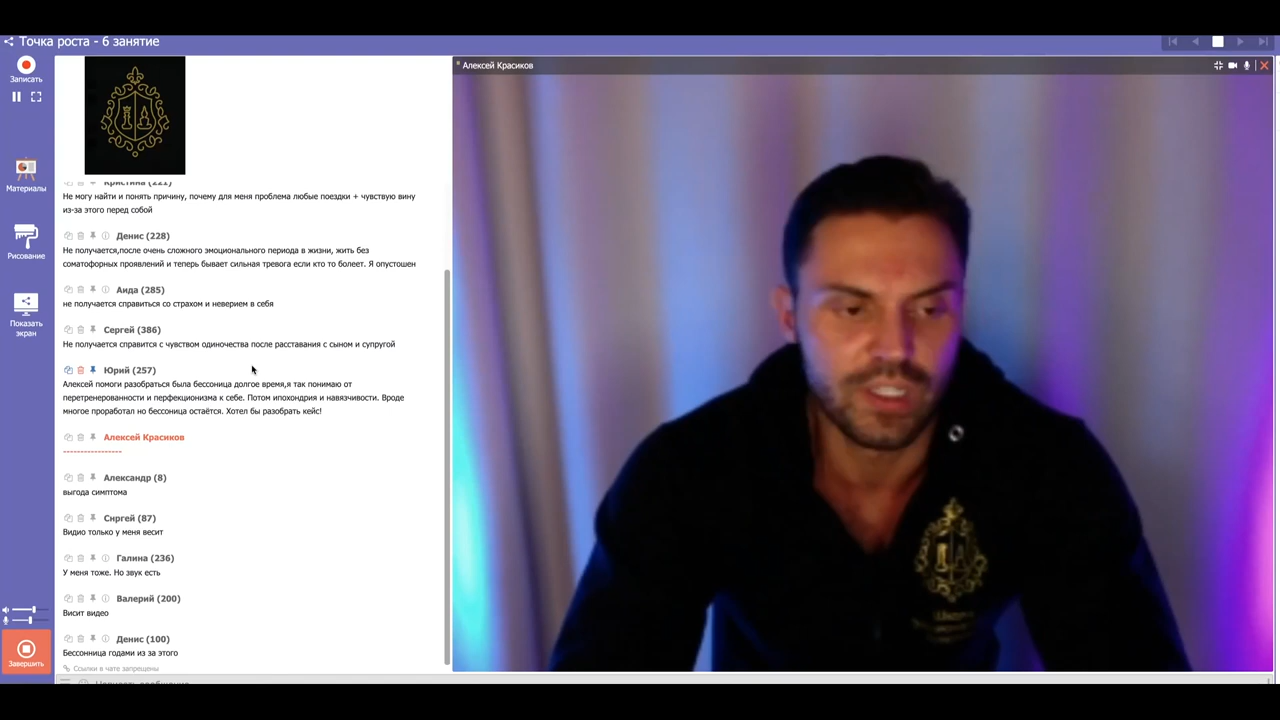 Точка роста - 6 занятие
Записать
Материалы
Рисование
Показать
экран
Завершить
Кристина (221)
Не могу найти и понять причину, почему для меня проблема любые поездки + чувствую вину
из-за этого перед собой
Денис (228)
Не получается,после очень сложного эмоционального периода в жизни, жить без
соматофорных проявлений и теперь бывает сильная тревога если кто то болеет. Я опустошен
Аида (285)
не получается справиться со страхом и неверием в себя
Сергей (386)
Не получается справится с чувством одиночества после расставания с сыном и супругой
Юрий (257)
Алексей помоги разобраться была бессоница долгое время,я так понимаю от
перетренерованности и перфекционизма к себе. Потом ипохондрия и навязчивости. Вроде
многое проработал но бессоница остаётся. Хотел бы разобрать кейс!
Алексей Красиков
-----------------
Александр (8)
выгода симптома
Снргей (87)
Видио только у меня весит
Галина (236)
У меня тоже. Но звук есть
Валерий (200)
Висит видео
Денис (100)
Бессонница годами из за этого
Ссылки в чате запрещены
Алексей Красиков